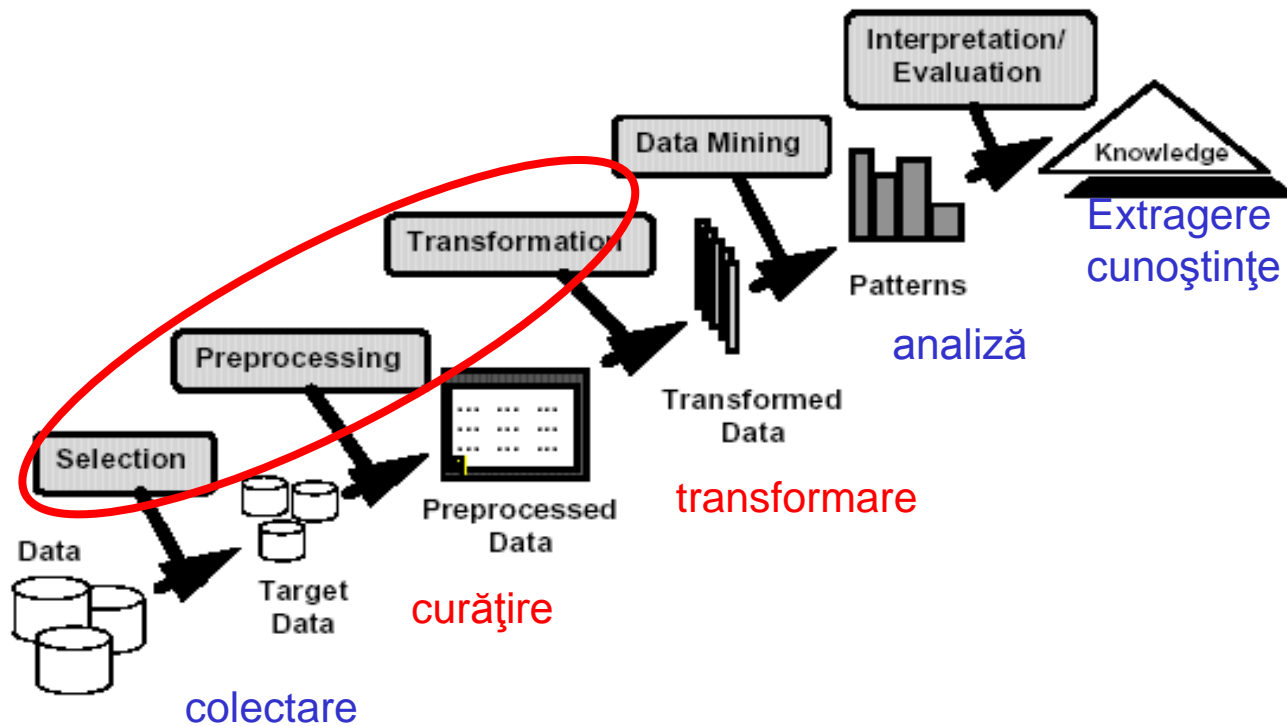 Interpretation/
Evaluation
Data Mining
Knowledge
Transformation
Extragere
cunoştinţe
Patterns
analiză
Preprocessing
Transformed
Data
... ... ...
... ... ...
... ... ...
Selection
transformare
Preprocessed
Data
Data
Target
Data
curăţire
colectare